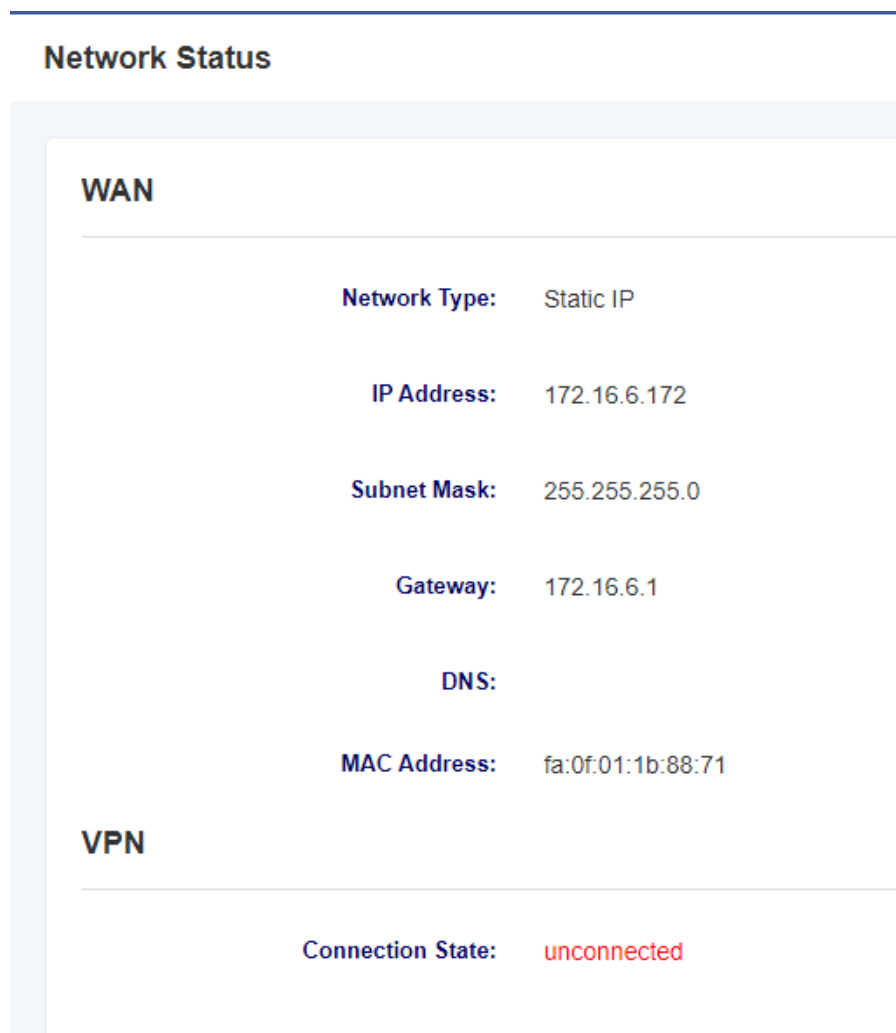 Network Status
WAN
Network Type: Static IP
IP Address: 172.16.6.172
Subnet Mask: 255.255.255.0
Gateway: 172.16.6.1
DNS:
MAC Address: fa:0f:01:1b:88:71
VPN
Connection State: unconnected